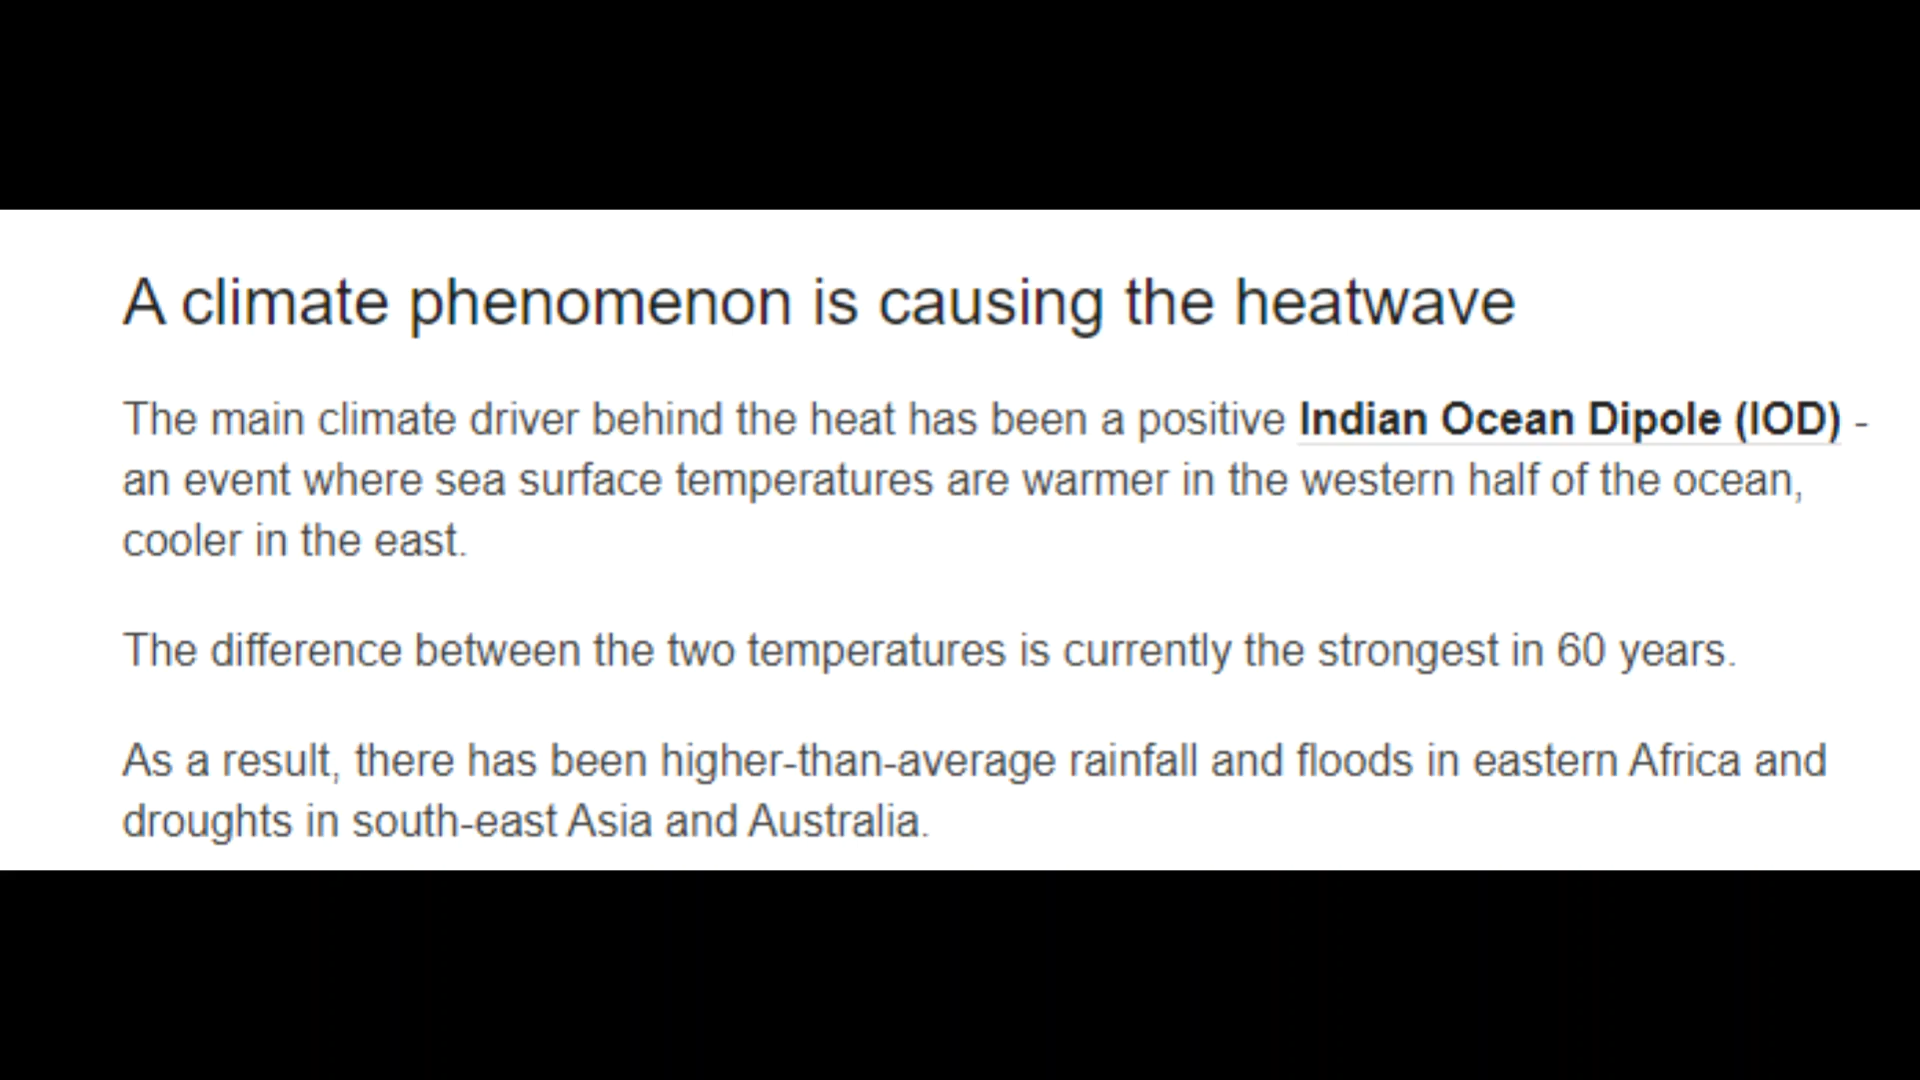 A climate phenomenon is causing the heatwave
The main climate driver behind the heat has been a positive Indian Ocean Dipole (IOD) -
an event where sea surface temperatures are warmer in the western half of the ocean,
cooler in the east.
The difference between the two temperatures is currently the strongest in 60 years.
As a result, there has been higher-than-average rainfall and floods in eastern Africa and
droughts in south-east Asia and Australia.